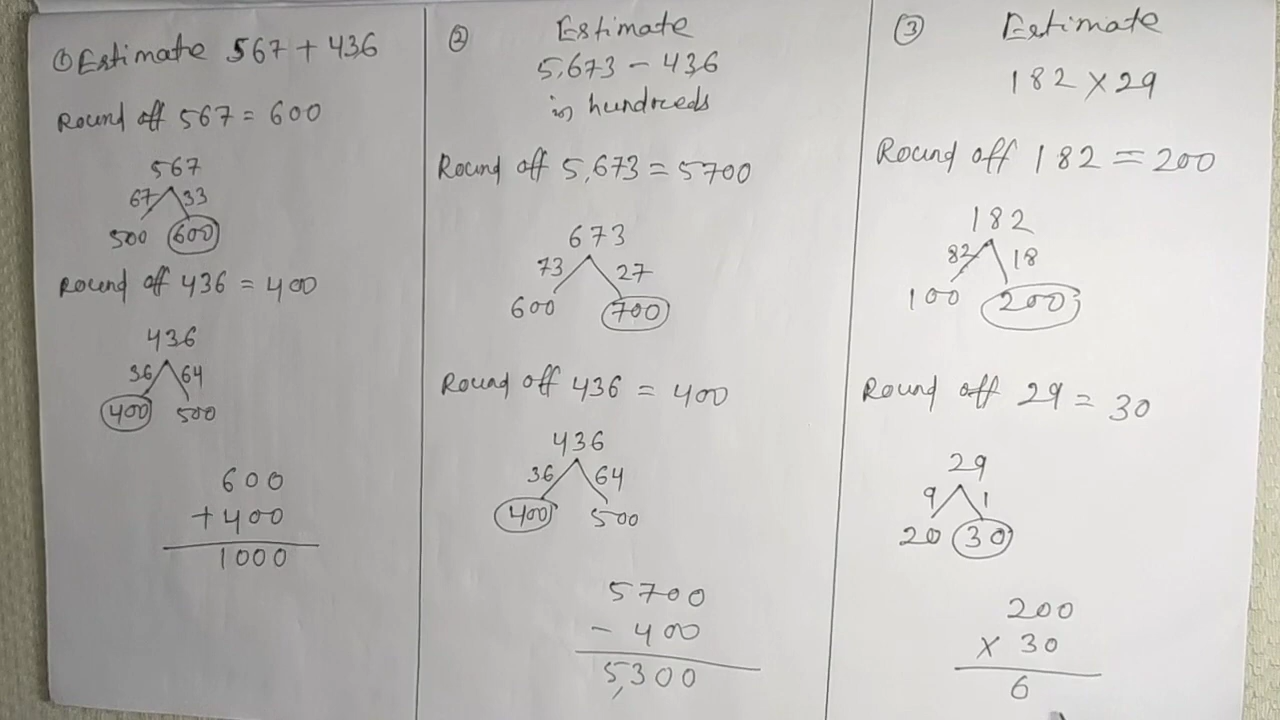 ① Estimate 567 + 436
Round off 567 = 600
567
67 33
500 600
Round off 436 = 400
436
36 64
400 500
600
+ 400
1000
② Estimate
5,673 - 436
in hundreds
Round off 5,673 = 5700
673
73 27
600 700
Round off 436 = 400
436
36 64
400 500
5700
- 400
5,300
③ Estimate
182 × 29
Round off 182 = 200
182
82 18
100 200
Round off 29 = 30
29
9 1
20 30
200
× 30
6